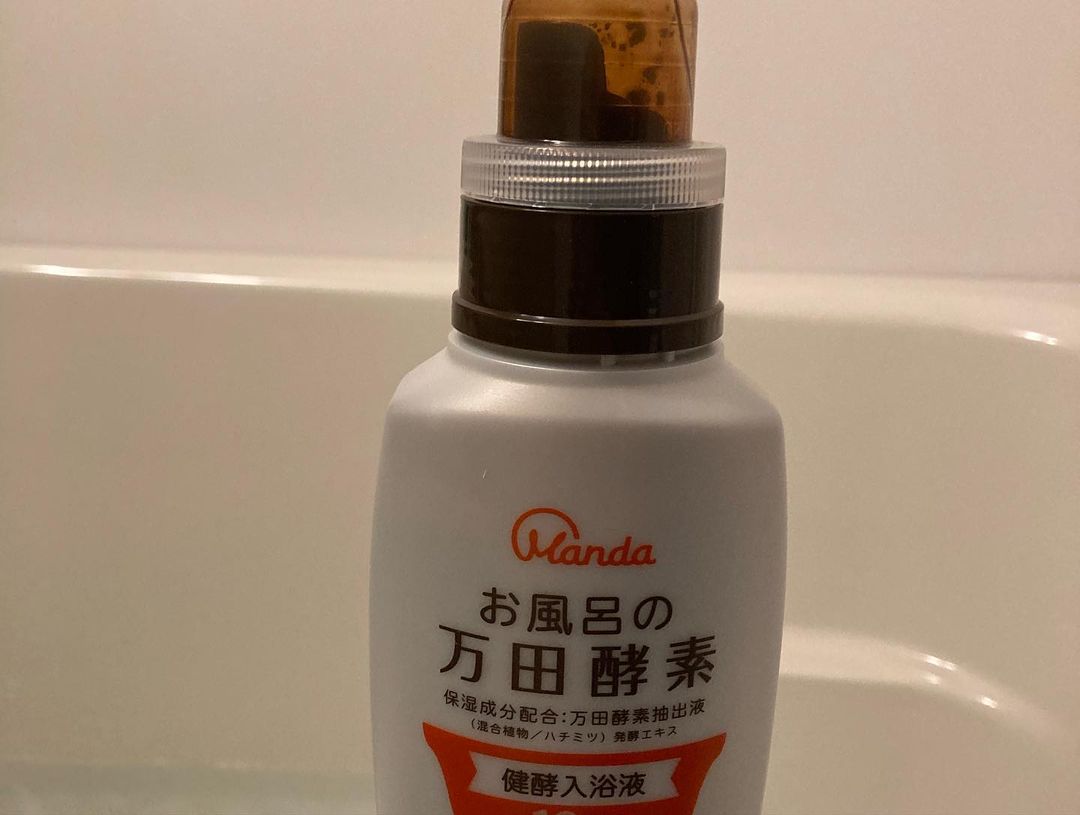 Manda
お風呂の
万田酵素
保湿成分配合:万田酵素抽出液
(混合植物/ハチミツ)発酵エキス
健酵入浴液